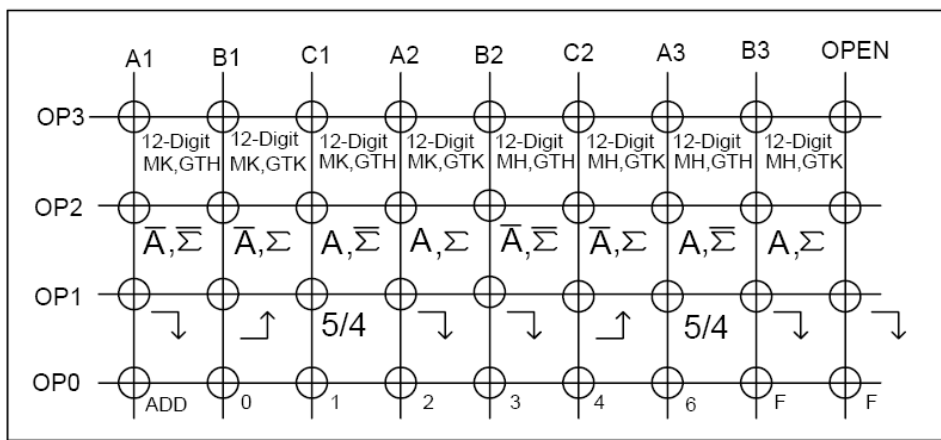 A1 B1 C1 A2 B2 C2 A3 B3 OPEN
OP3
12-Digit 12-Digit 12-Digit 12-Digit 12-Digit 12-Digit 12-Digit 12-Digit
MK,GTH MK,GTK MK,GTH MK,GTK MH,GTH MH,GTK MH,GTH MH,GTK
OP2
A̅,Σ̅ A̅,Σ A,Σ̅ A,Σ A̅,Σ̅ A̅,Σ A,Σ̅ A,Σ
OP1
↴ ⤴ 5/4 ↴ ↴ ⤴ 5/4 ↴ ↴
OP0
ADD 0 1 2 3 4 6 F F